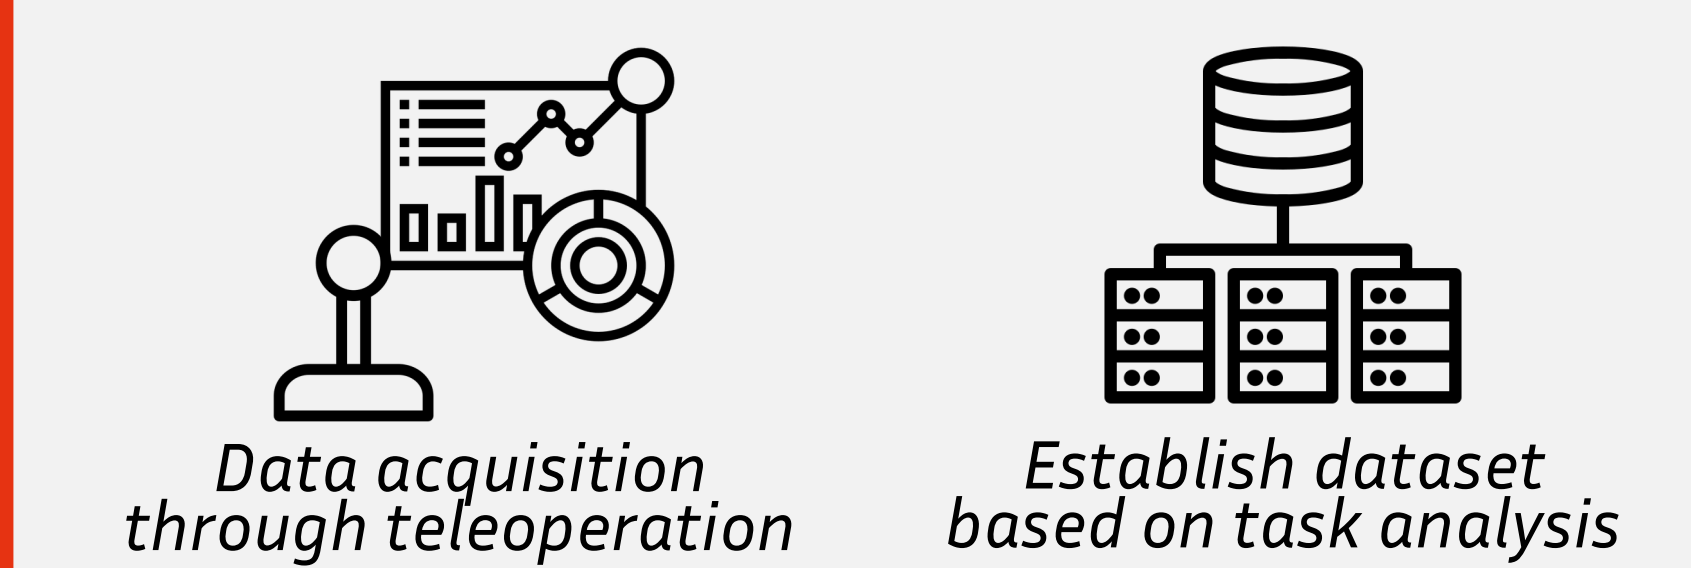 Data acquisition
through teleoperation
Establish dataset
based on task analysis